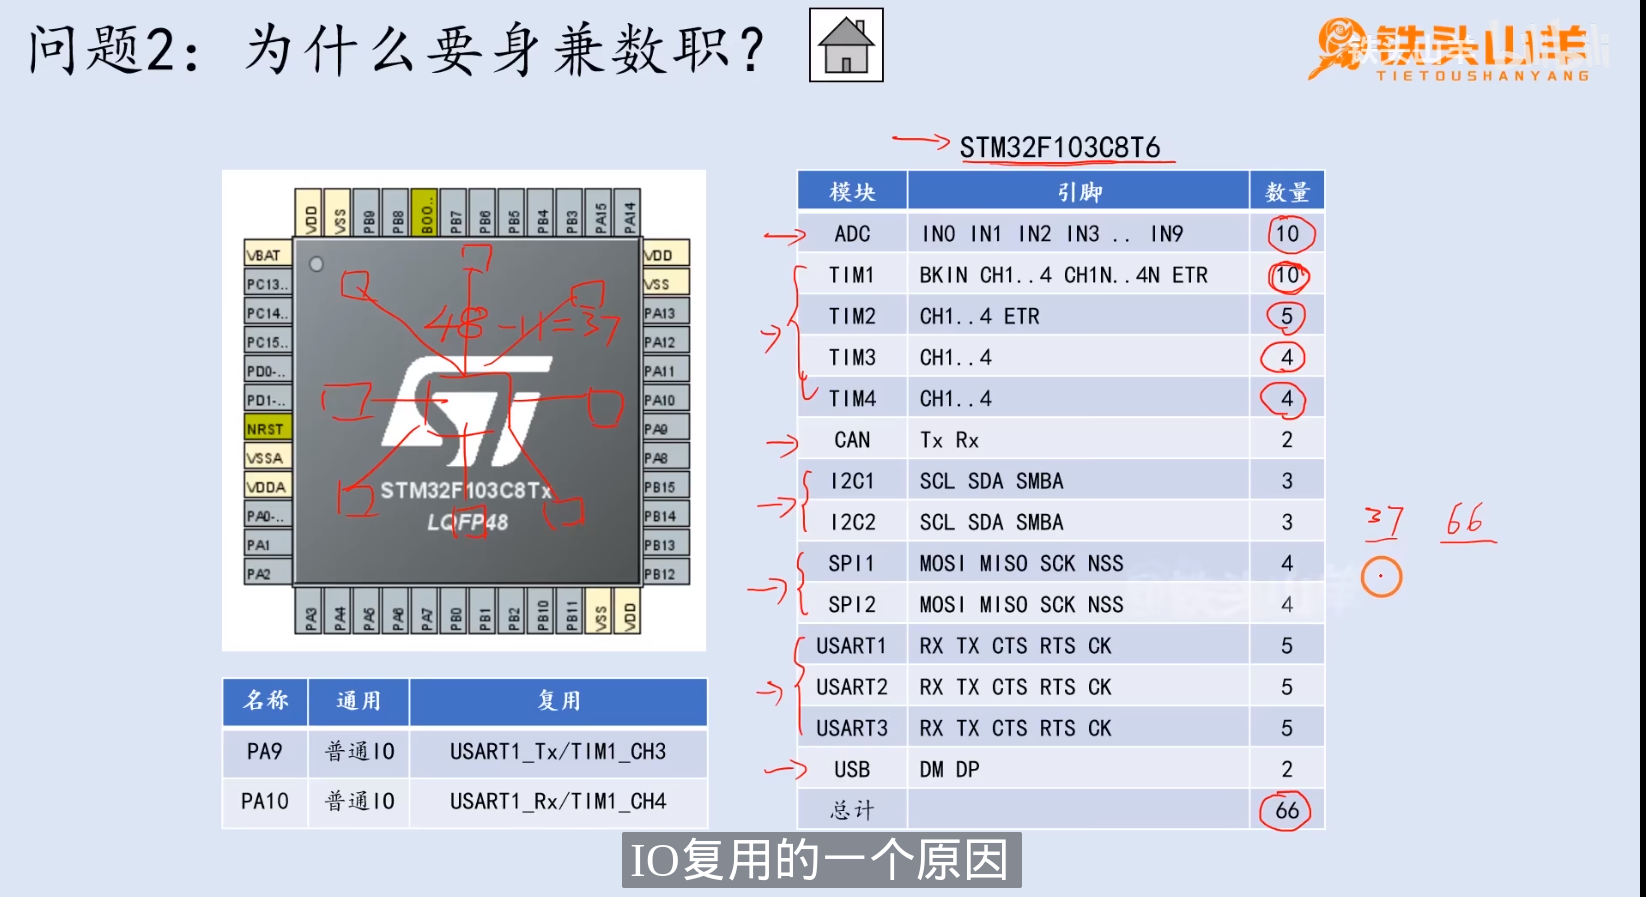 问题2：为什么要身兼数职？
铁头山羊
TIETOUSHANYANG
STM32F103C8T6
VDD VSS PB9 PB8 BOO.. PB7 PB6 PB5 PB4 PB3 PA15 PA14
VBAT
PC13..
PC14..
PC15..
PD0-..
PD1-..
NRST
VSSA
VDDA
PA0-..
PA1
PA2
48-11=37
STM32F103C8Tx
LQFP48
VDD
VSS
PA13
PA12
PA11
PA10
PA9
PA8
PB15
PB14
PB13
PB12
PA3 PA4 PA5 PA6 PA7 PB0 PB1 PB2 PB10 PB11 VSS VDD
名称 通用 复用
PA9 普通IO USART1_Tx/TIM1_CH3
PA10 普通IO USART1_Rx/TIM1_CH4
模块 引脚 数量
ADC IN0 IN1 IN2 IN3 .. IN9 10
TIM1 BKIN CH1..4 CH1N..4N ETR 10
TIM2 CH1..4 ETR 5
TIM3 CH1..4 4
TIM4 CH1..4 4
CAN Tx Rx 2
I2C1 SCL SDA SMBA 3
I2C2 SCL SDA SMBA 3
SPI1 MOSI MISO SCK NSS 4
SPI2 MOSI MISO SCK NSS 4
USART1 RX TX CTS RTS CK 5
USART2 RX TX CTS RTS CK 5
USART3 RX TX CTS RTS CK 5
USB DM DP 2
总计 66
37 66
@铁头山羊
IO复用的一个原因